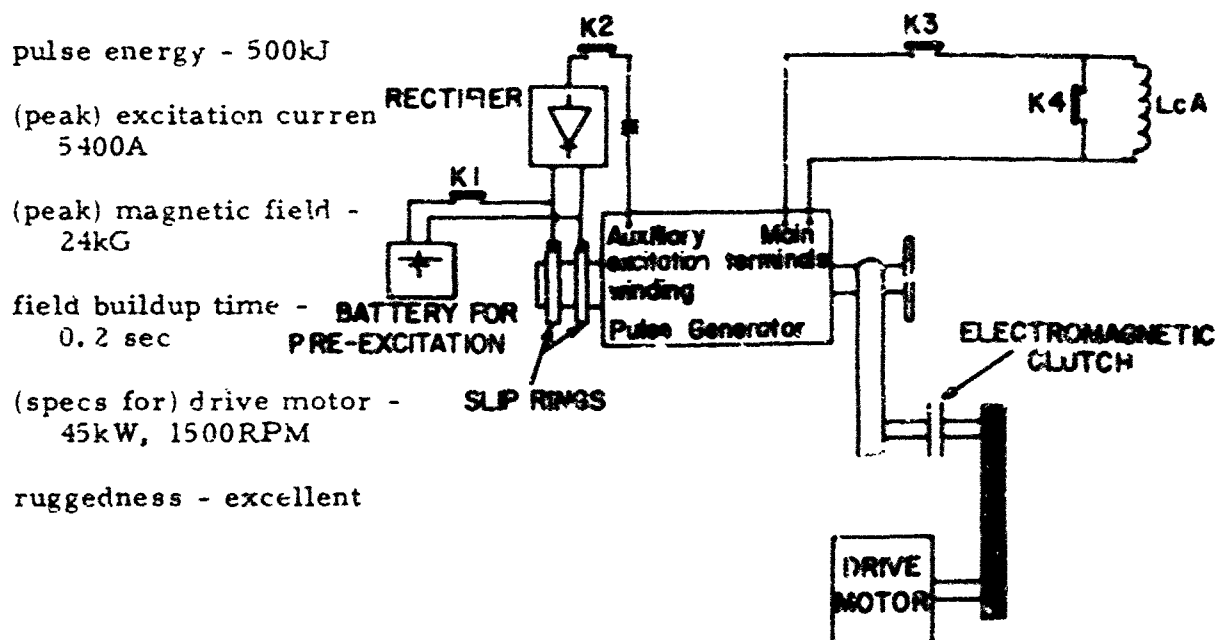 pulse energy - 500kJ
(peak) excitation curren
5400A
(peak) magnetic field -
24kG
field buildup time -
0.2 sec
(specs for) drive motor -
45kW, 1500RPM
ruggedness - excellent
K2
RECTIFIER
K1
BATTERY FOR
PRE-EXCITATION
SLIP RINGS
Auxiliary Main
excitation terminals
winding
Pulse Generator
K3
K4
LcA
ELECTROMAGNETIC
CLUTCH
DRIVE
MOTOR